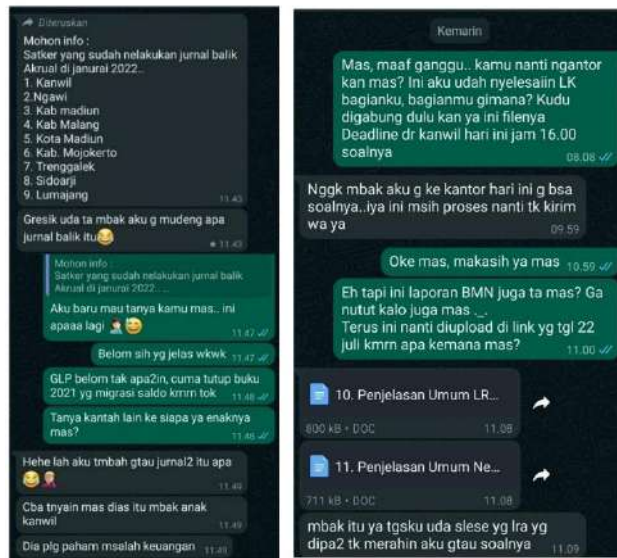 Diteruskan
Mohon info :
Satker yang sudah nelakukan jurnal balik
Akrual di janurai 2022..
1. Kanwil
2.Ngawi
3. Kab madiun
4. Kab Malang
5. Kota Madiun
6. Kab. Mojokerto
7. Trenggalek
8. Sidoarji
9. Lumajang
11.43
Gresik uda ta mbak aku g mudeng apa
jurnal balik itu😂
11.43
Mohon info :
Satker yang sudah nelakukan jurnal balik
Akrual di janurai 2022.. ...
Aku baru mau tanya kamu mas.. ini
apaaa lagi 🤦😅
11.47
Belom sih yg jelas wkwk 11.47
GLP belom tak apa2in, cuma tutup buku
2021 yg migrasi saldo kmrn tok 11.48
Tanya kantah lain ke siapa ya enaknya
mas?
11.48
Hehe lah aku tmbah gtau jurnal2 itu apa
😂
11.49
Cba tnyain mas dias itu mbak anak
kanwil
11.49
Dia plg paham msalah keuangan 11.49
Kemarin
Mas, maaf ganggu.. kamu nanti ngantor
kan mas? Ini aku udah nyelesaiin LK
bagianku, bagianmu gimana? Kudu
digabung dulu kan ya ini filenya
Deadline dr kanwil hari ini jam 16.00
soalnya
08.08
Nggk mbak aku g ke kantor hari ini g bsa
soalnya..iya ini msih proses nanti tk kirim
wa ya
09.59
Oke mas, makasih ya mas 10.59
Eh tapi ini laporan BMN juga ta mas? Ga
nutut kalo juga mas ._.
Terus ini nanti diupload di link yg tgl 22
juli kmrn apa kemana mas?
11.00
10. Penjelasan Umum LR...
800 kB • DOC 11.08
11. Penjelasan Umum Ne...
711 kB • DOC 11.08
mbak itu ya tgsku uda slese yg lra yg
dipa2 tk merahin aku gtau soalnya
11.09